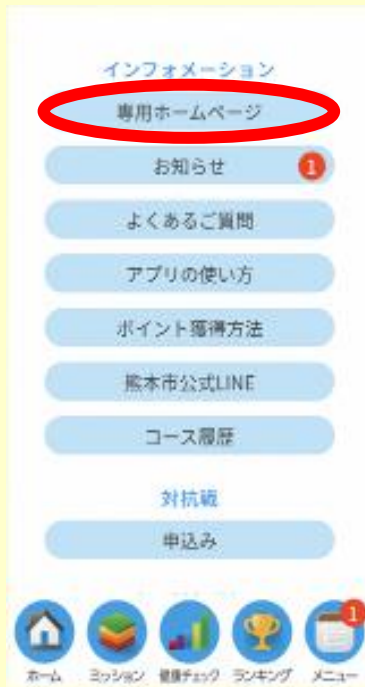 インフォメーション
専用ホームページ
お知らせ
1
よくあるご質問
アプリの使い方
ポイント獲得方法
熊本市公式LINE
コース履歴
対抗戦
申込み
1
ホーム ミッション 健康チェック ランキング メニュー